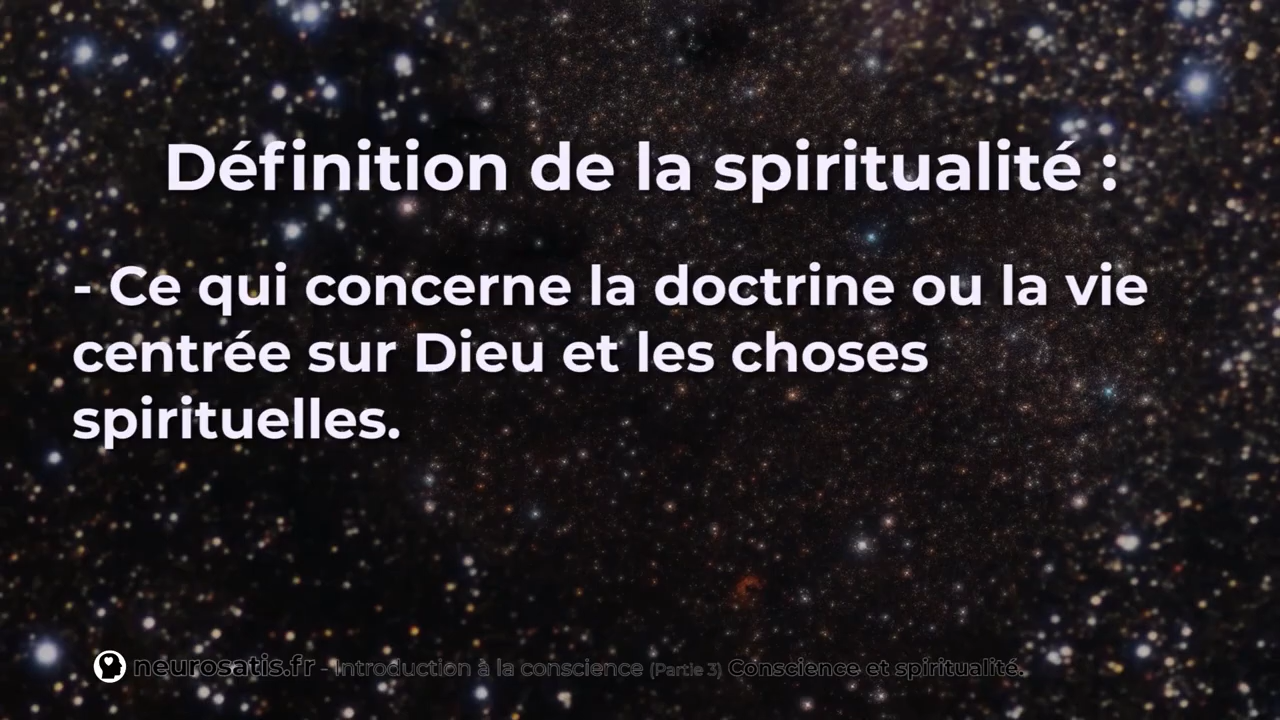 Définition de la spiritualité :
- Ce qui concerne la doctrine ou la vie
centrée sur Dieu et les choses
spirituelles.
neurosatis.fr - Introduction à la conscience (Partie 3) Conscience et spiritualité.